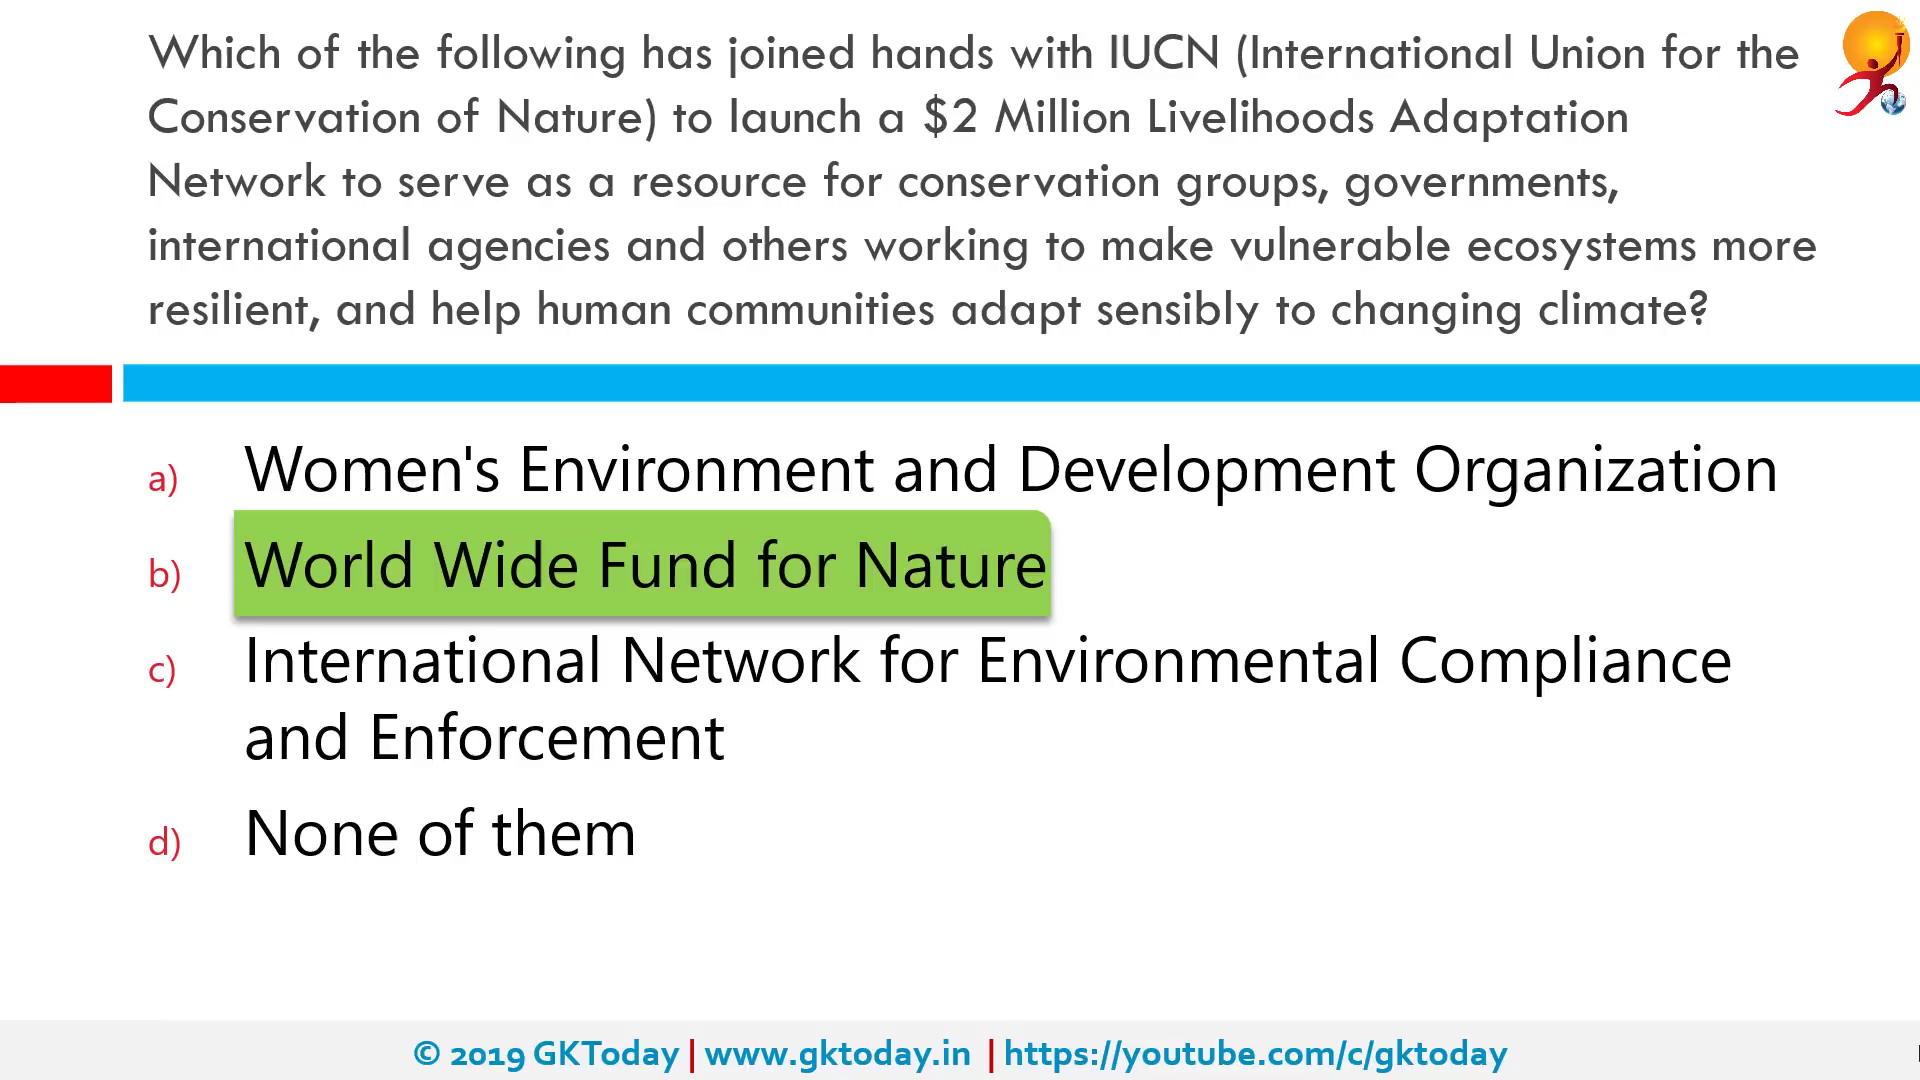 Which of the following has joined hands with IUCN (International Union for the
Conservation of Nature) to launch a $2 Million Livelihoods Adaptation
Network to serve as a resource for conservation groups, governments,
international agencies and others working to make vulnerable ecosystems more
resilient, and help human communities adapt sensibly to changing climate?
a) Women's Environment and Development Organization
b) World Wide Fund for Nature
c) International Network for Environmental Compliance
and Enforcement
d) None of them
© 2019 GKToday | www.gktoday.in | https://youtube.com/c/gktoday